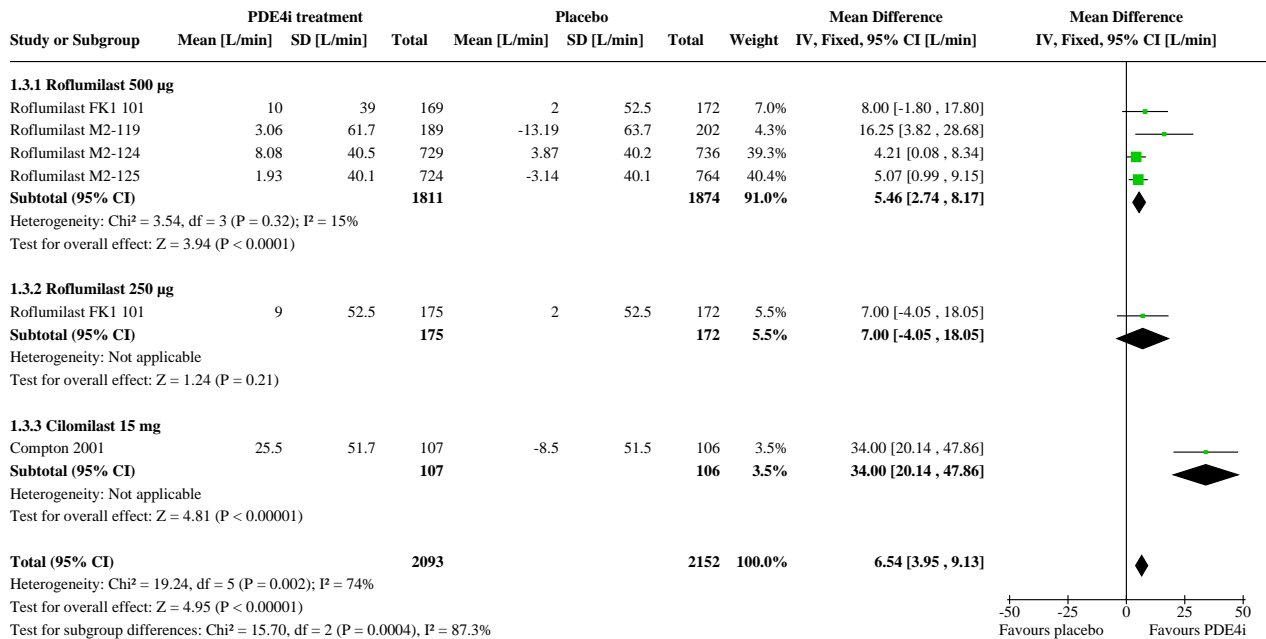 PDE4i treatment Placebo Mean Difference Mean Difference
Study or Subgroup Mean [L/min] SD [L/min] Total Mean [L/min] SD [L/min] Total Weight IV, Fixed, 95% CI [L/min] IV, Fixed, 95% CI [L/min]
1.3.1 Roflumilast 500 µg
Roflumilast FK1 101 10 39 169 2 52.5 172 7.0% 8.00 [-1.80 , 17.80]
Roflumilast M2-119 3.06 61.7 189 -13.19 63.7 202 4.3% 16.25 [3.82 , 28.68]
Roflumilast M2-124 8.08 40.5 729 3.87 40.2 736 39.3% 4.21 [0.08 , 8.34]
Roflumilast M2-125 1.93 40.1 724 -3.14 40.1 764 40.4% 5.07 [0.99 , 9.15]
Subtotal (95% CI) 1811 1874 91.0% 5.46 [2.74 , 8.17]
Heterogeneity: Chi² = 3.54, df = 3 (P = 0.32); I² = 15%
Test for overall effect: Z = 3.94 (P < 0.0001)
1.3.2 Roflumilast 250 µg
Roflumilast FK1 101 9 52.5 175 2 52.5 172 5.5% 7.00 [-4.05 , 18.05]
Subtotal (95% CI) 175 172 5.5% 7.00 [-4.05 , 18.05]
Heterogeneity: Not applicable
Test for overall effect: Z = 1.24 (P = 0.21)
1.3.3 Cilomilast 15 mg
Compton 2001 25.5 51.7 107 -8.5 51.5 106 3.5% 34.00 [20.14 , 47.86]
Subtotal (95% CI) 107 106 3.5% 34.00 [20.14 , 47.86]
Heterogeneity: Not applicable
Test for overall effect: Z = 4.81 (P < 0.00001)
Total (95% CI) 2093 2152 100.0% 6.54 [3.95 , 9.13]
Heterogeneity: Chi² = 19.24, df = 5 (P = 0.002); I² = 74%
Test for overall effect: Z = 4.95 (P < 0.00001)
Test for subgroup differences: Chi² = 15.70, df = 2 (P = 0.0004), I² = 87.3%
-50 -25 0 25 50
Favours placebo Favours PDE4i